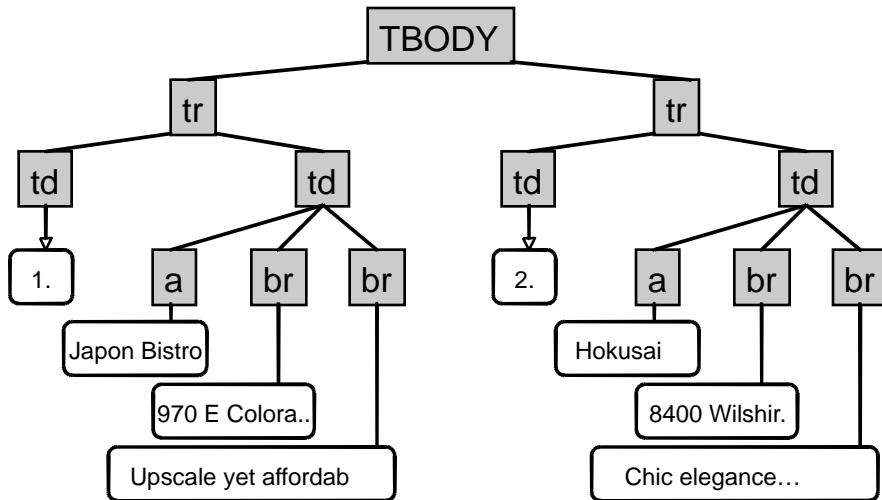 TBODY
tr tr
td td td td
1. a br br 2. a br br
Japon Bistro Hokusai
970 E Colora.. 8400 Wilshir.
Upscale yet affordab Chic elegance…